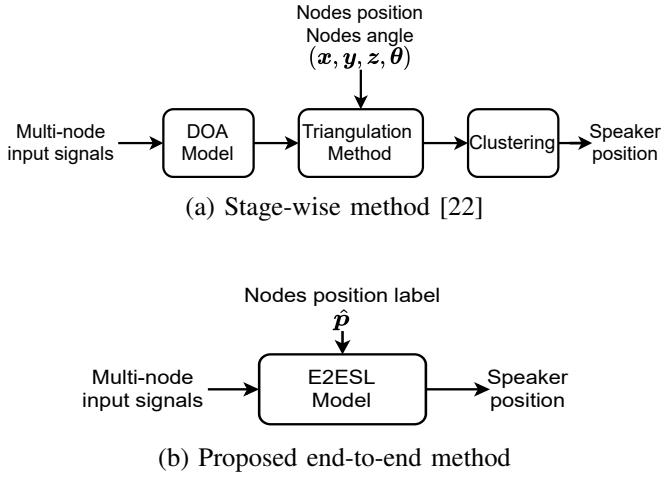 Nodes position
Nodes angle
(x, y, z, θ)
Multi-node
input signals
DOA
Model
Triangulation
Method
Clustering
Speaker
position
(a) Stage-wise method [22]
Nodes position label
p̂
Multi-node
input signals
E2ESL
Model
Speaker
position
(b) Proposed end-to-end method